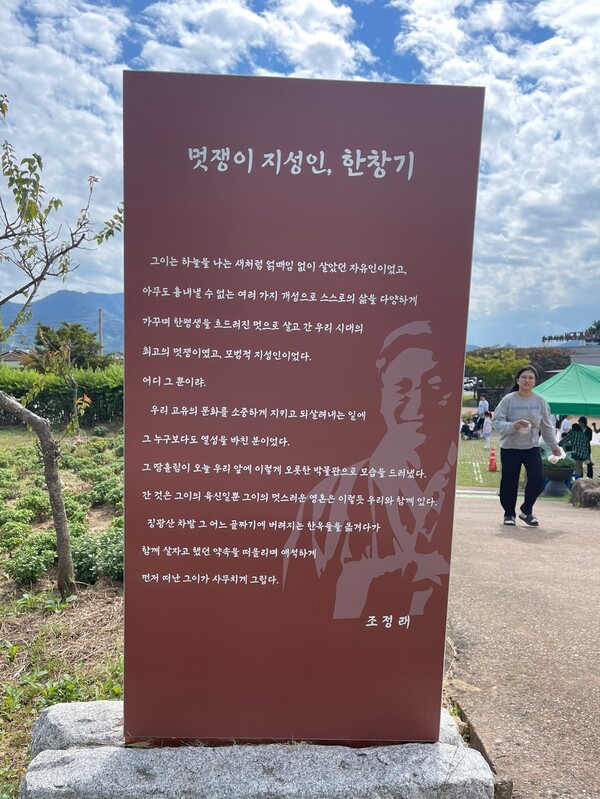 멋쟁이 지성인, 한창기
그이는 하늘을 나는 새처럼 얽매임 없이 살았던 자유인이었고,
아무도 흉내낼 수 없는 여러 가지 개성으로 스스로의 삶을 다양하게
가꾸며 한평생을 흐드러진 멋으로 살고 간 우리 시대의
최고의 멋쟁이였고, 모범적 지성인이었다.
어디 그 뿐이랴.
우리 고유의 문화를 소중하게 지키고 되살려내는 일에
그 누구보다도 열성을 바친 분이었다.
그 땀흘림이 오늘 우리 앞에 이렇게 오롯한 박물관으로 모습을 드러냈다.
간 것은 그이의 육신일뿐 그이의 멋스러운 영혼은 이렇듯 우리와 함께 있다.
징광산 차밭 그 어느 골짜기에 버려지는 한옥들을 옮겨다가
함께 살자고 했던 약속을 떠올리며 애석하게
먼저 떠난 그이가 사무치게 그립다.
조정래